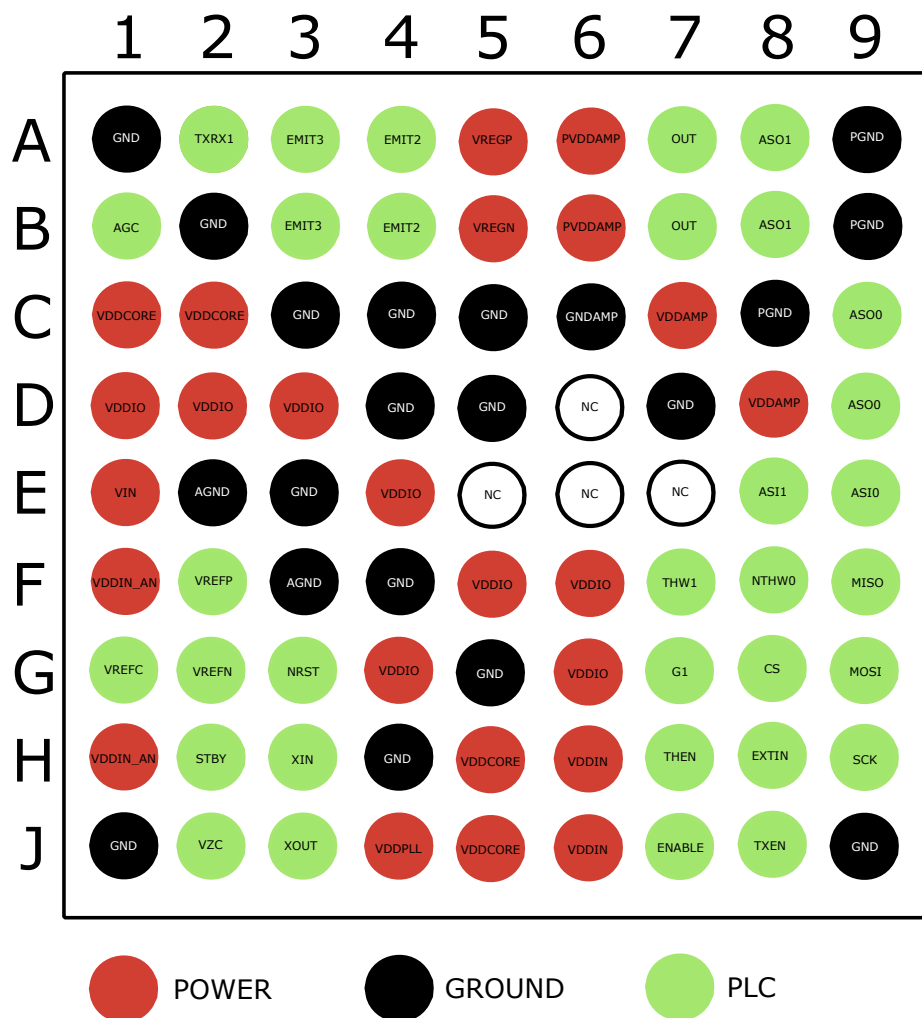 1 2 3 4 5 6 7 8 9
A GND TXRX1 EMIT3 EMIT2 VREGP PVDDAMP OUT ASO1 PGND
B AGC GND EMIT3 EMIT2 VREGN PVDDAMP OUT ASO1 PGND
C VDDCORE VDDCORE GND GND GND GNDAMP VDDAMP PGND ASO0
D VDDIO VDDIO VDDIO GND GND NC GND VDDAMP ASO0
E VIN AGND GND VDDIO NC NC NC ASI1 ASI0
F VDDIN_AN VREFP AGND GND VDDIO VDDIO THW1 NTHW0 MISO
G VREFC VREFN NRST VDDIO GND VDDIO G1 CS MOSI
H VDDIN_AN STBY XIN GND VDDCORE VDDIN THEN EXTIN SCK
J GND VZC XOUT VDDPLL VDDCORE VDDIN ENABLE TXEN GND
POWER GROUND PLC